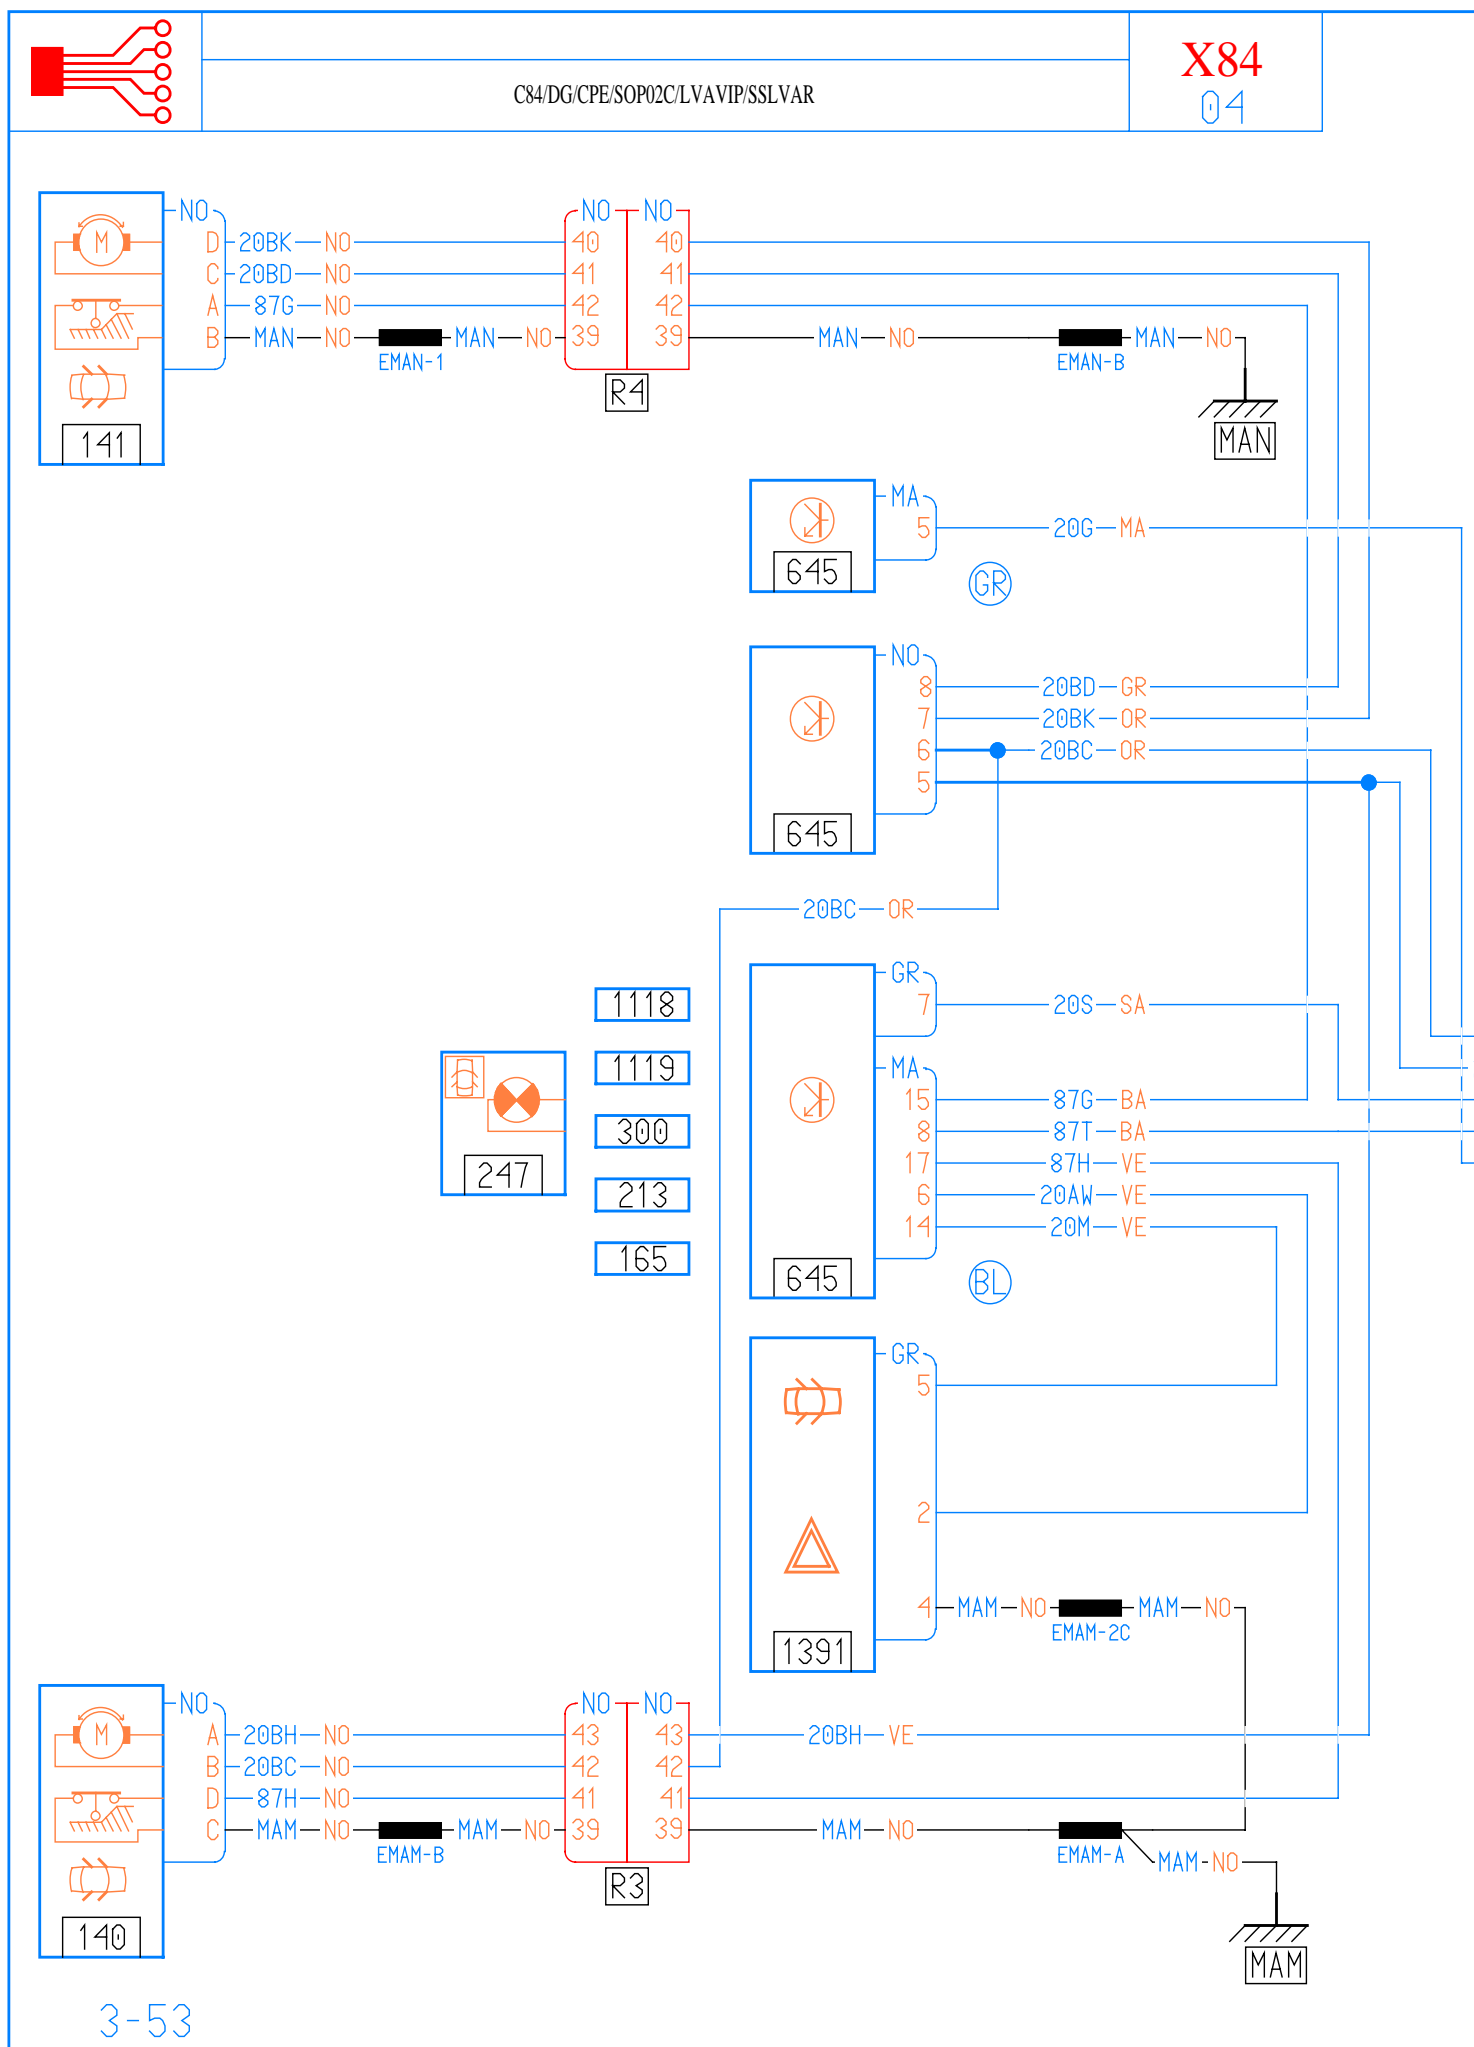 X84
C84/DG/CPE/SOP02C/LVAVIP/SSLVAR
04
NO NO NO
D 20BK NO 40 40
C 20BD NO 41 41
A 87G NO 42 42
B MAN NO MAN NO 39 39 MAN NO MAN NO
EMAN-1 EMAN-B
M
R4
141
MAN
MA
5 20G MA
645
GR
NO
8 20BD GR
7 20BK OR
6 20BC OR
5
645
20BC OR
GR
1118 7 20S SA
1119 MA
15 87G BA
300 8 87T BA
247 17 87H VE
213 6 20AW VE
14 20M VE
165 645 BL
GR
5
2
4 MAM NO MAM NO
EMAM-2C
1391
NO NO NO
M A 20BH NO 43 43 20BH VE
B 20BC NO 42 42
D 87H NO 41 41
C MAM NO MAM NO 39 39 MAM NO
EMAM-B EMAM-A MAM NO
R3
140
MAM
3-53